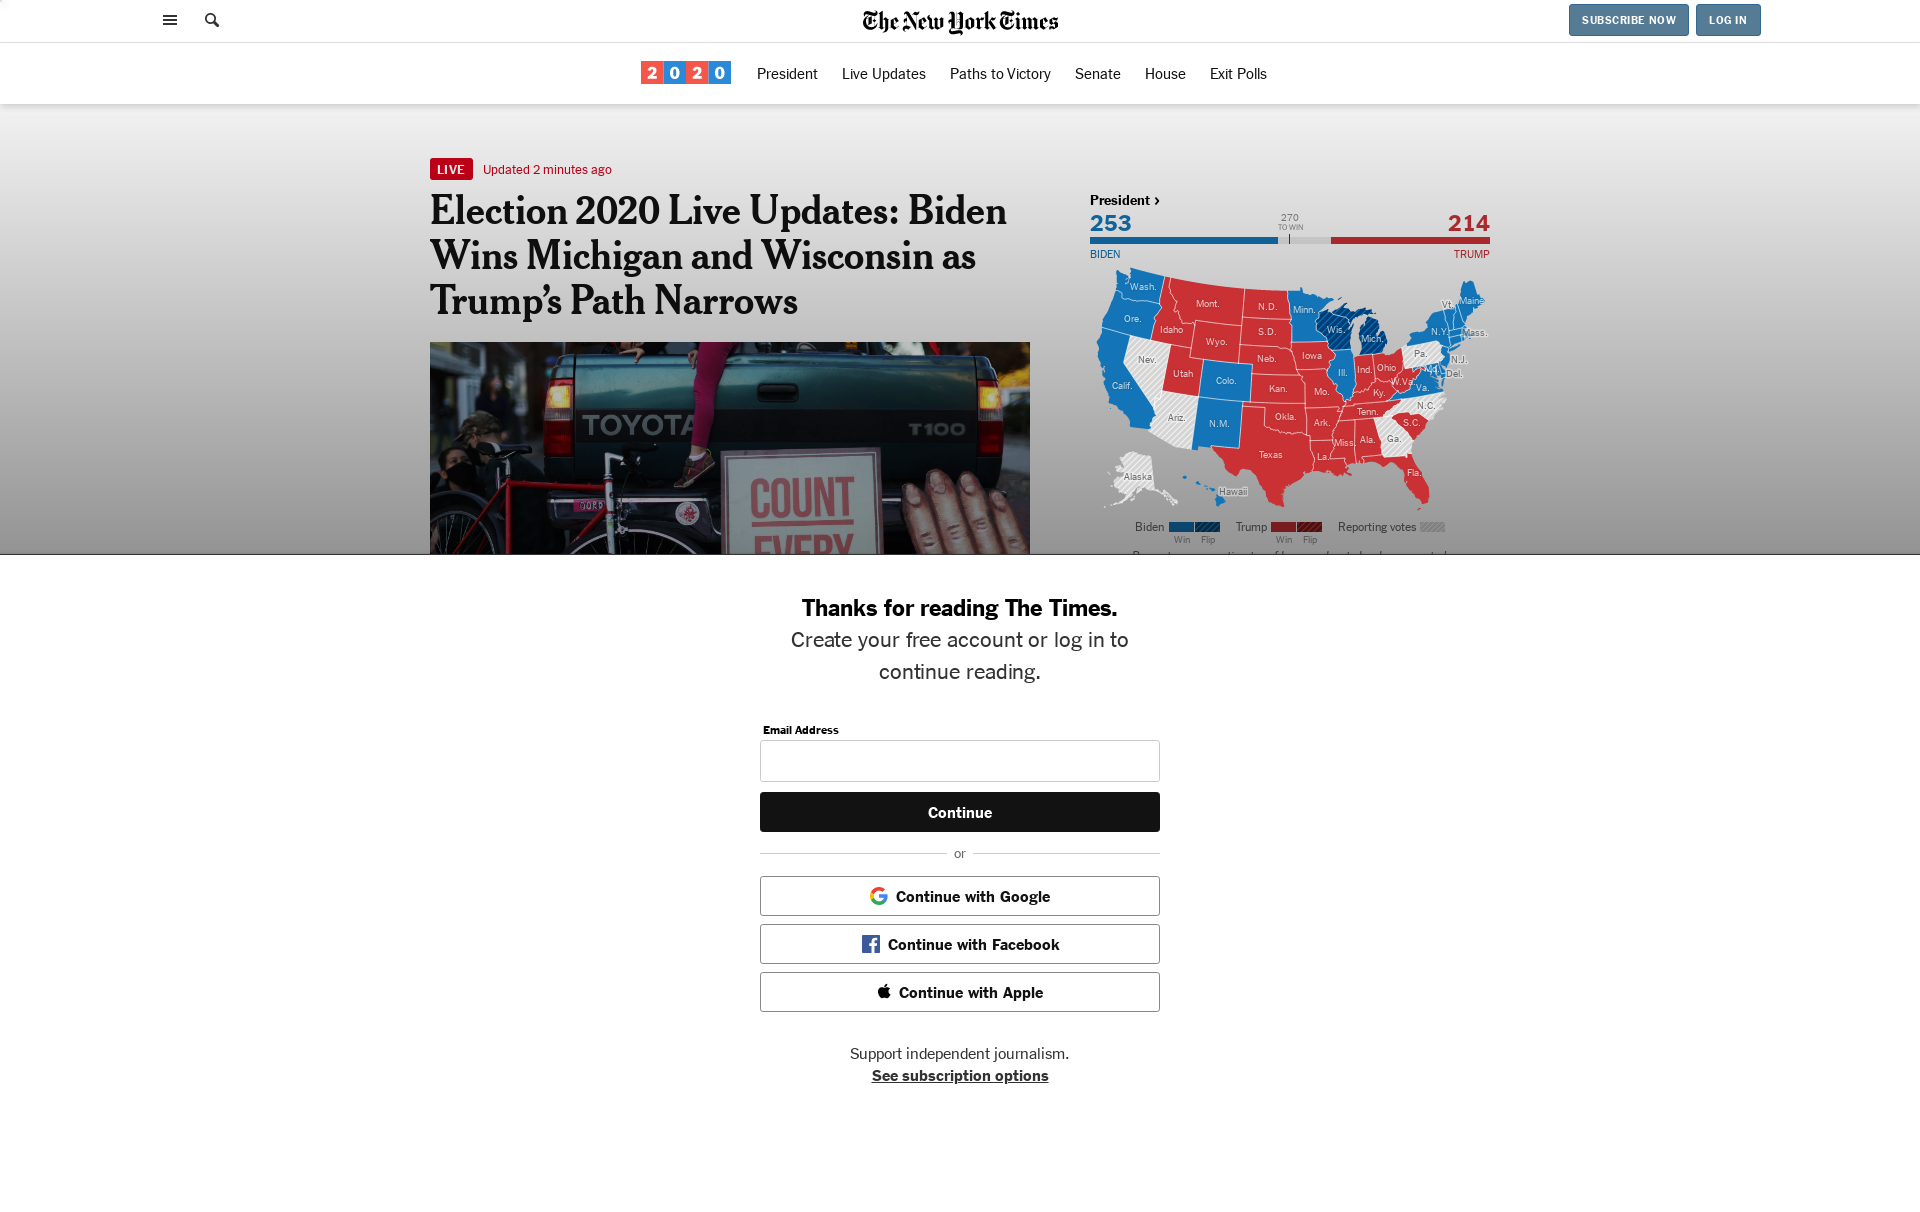 The New York Times
SUBSCRIBE NOW
LOG IN
2020
President
Live Updates
Paths to Victory
Senate
House
Exit Polls
LIVE
Updated 2 minutes ago
Election 2020 Live Updates: Biden
Wins Michigan and Wisconsin as
Trump's Path Narrows
TOYOTA
T100
COUNT
EVERY
President ›
253
270
TO WIN
214
BIDEN
TRUMP
Wash.
Mont.
N.D.
Minn.
Vt.
Maine
Ore.
Idaho
S.D.
Wis.
N.Y.
Mass.
Wyo.
Mich.
Nev.
Neb.
Iowa
Pa.
N.J.
Utah
Colo.
Ill.
Ind.
Ohio
Md.
Del.
Calif.
Kan.
Mo.
W.Va.
Va.
Ky.
N.C.
Ariz.
N.M.
Okla.
Ark.
Tenn.
S.C.
Miss.
Ala.
Ga.
Texas
La.
Fla.
Alaska
Hawaii
Biden
Trump
Reporting votes
Win
Flip
Win
Flip
Thanks for reading The Times.
Create your free account or log in to
continue reading.
Email Address
Continue
or
Continue with Google
Continue with Facebook
Continue with Apple
Support independent journalism.
See subscription options